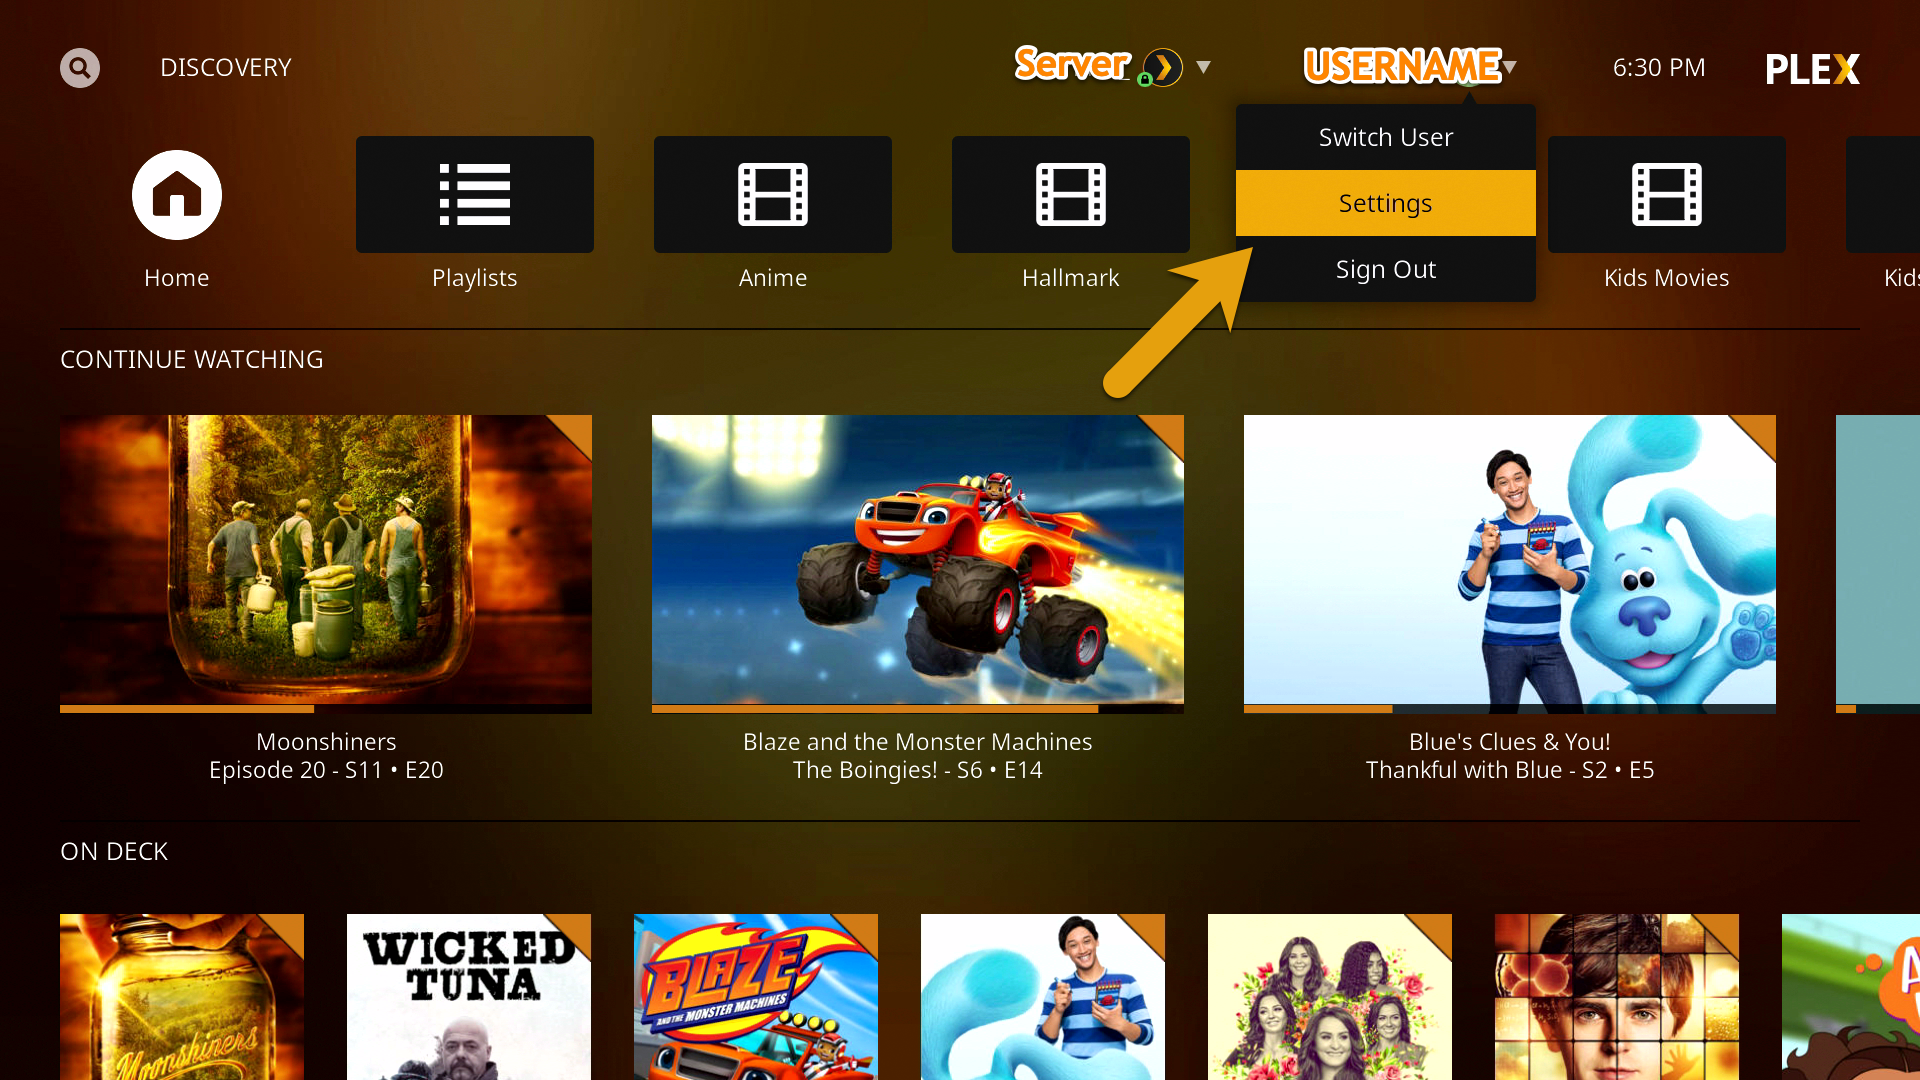 DISCOVERY
Server
USERNAME
6:30 PM
PLEX
Switch User
Settings
Sign Out
Home
Playlists
Anime
Hallmark
Kids Movies
Kids
CONTINUE WATCHING
Moonshiners
Episode 20 - S11 • E20
Blaze and the Monster Machines
The Boingies! - S6 • E14
Blue's Clues & You!
Thankful with Blue - S2 • E5
ON DECK
Moonshiners
WICKED
TUNA
BLAZE
AND THE MONSTER MACHINES